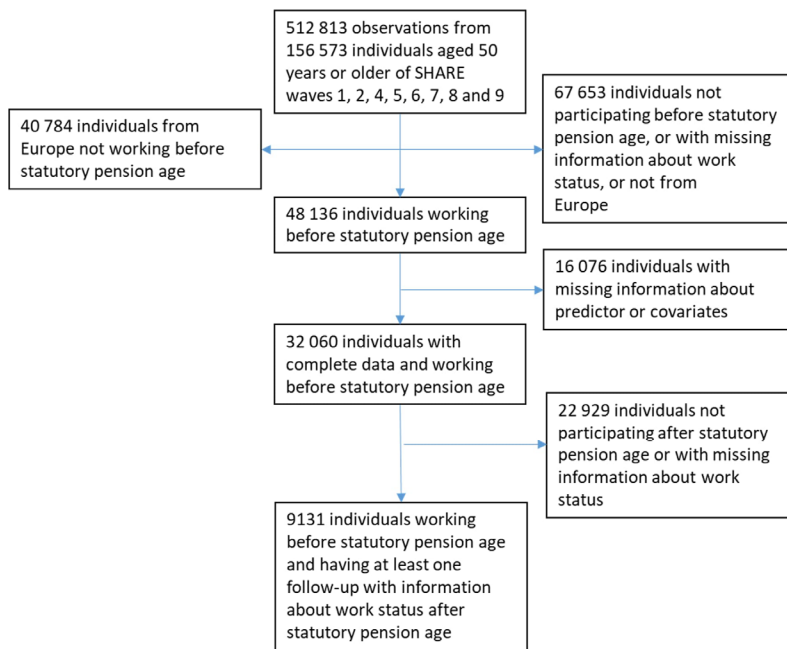 512 813 observations from
156 573 individuals aged 50
years or older of SHARE
waves 1, 2, 4, 5, 6, 7, 8 and 9
40 784 individuals from
Europe not working before
statutory pension age
67 653 individuals not
participating before statutory
pension age, or with missing
information about work
status, or not from
Europe
48 136 individuals working
before statutory pension age
16 076 individuals with
missing information about
predictor or covariates
32 060 individuals with
complete data and working
before statutory pension age
22 929 individuals not
participating after statutory
pension age or with missing
information about work
status
9131 individuals working
before statutory pension age
and having at least one
follow-up with information
about work status after
statutory pension age